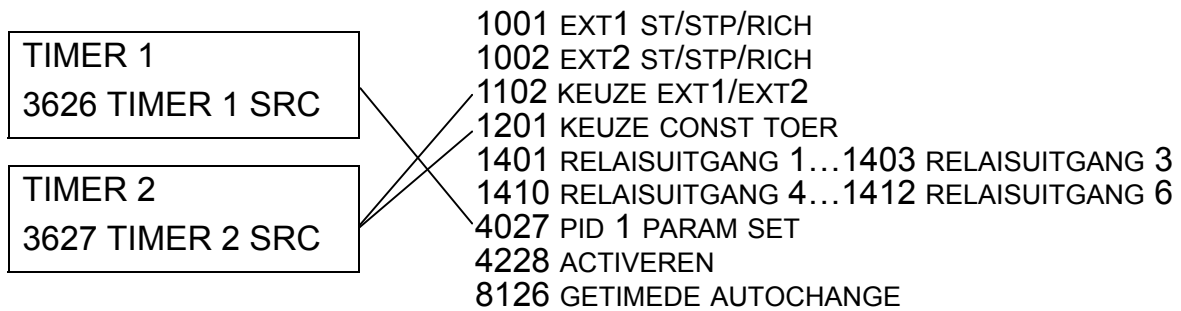 TIMER 1
3626 TIMER 1 SRC
TIMER 2
3627 TIMER 2 SRC
1001 EXT1 ST/STP/RICH
1002 EXT2 ST/STP/RICH
1102 KEUZE EXT1/EXT2
1201 KEUZE CONST TOER
1401 RELAISUITGANG 1…1403 RELAISUITGANG 3
1410 RELAISUITGANG 4…1412 RELAISUITGANG 6
4027 PID 1 PARAM SET
4228 ACTIVEREN
8126 GETIMEDE AUTOCHANGE